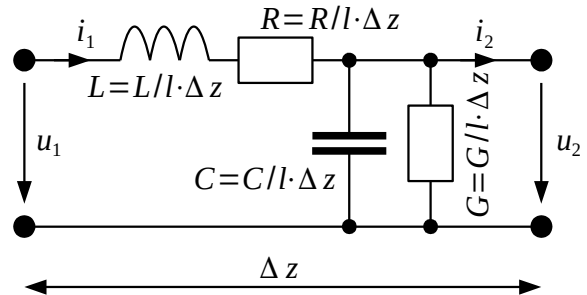 i₁
R=R/l·Δz
i₂
L=L/l·Δz
u₁
C=C/l·Δz
G=G/l·Δz
u₂
Δz